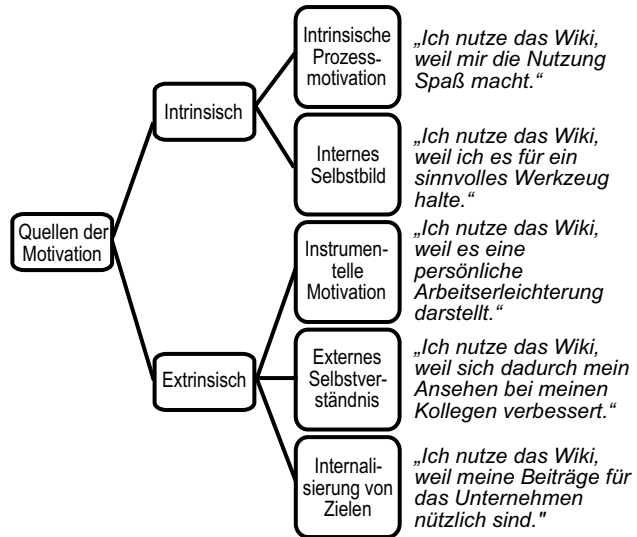 Intrinsische
Prozess-
motivation
„Ich nutze das Wiki,
weil mir die Nutzung
Spaß macht.“
Intrinsisch
Internes
Selbstbild
„Ich nutze das Wiki,
weil ich es für ein
sinnvolles Werkzeug
halte.“
Quellen der
Motivation
Instrumen-
telle
Motivation
„Ich nutze das Wiki,
weil es eine
persönliche
Arbeitserleichterung
darstellt.“
Extrinsisch
Externes
Selbstver-
ständnis
„Ich nutze das Wiki,
weil sich dadurch mein
Ansehen bei meinen
Kollegen verbessert.“
Internali-
sierung von
Zielen
„Ich nutze das Wiki,
weil meine Beiträge für
das Unternehmen
nützlich sind."